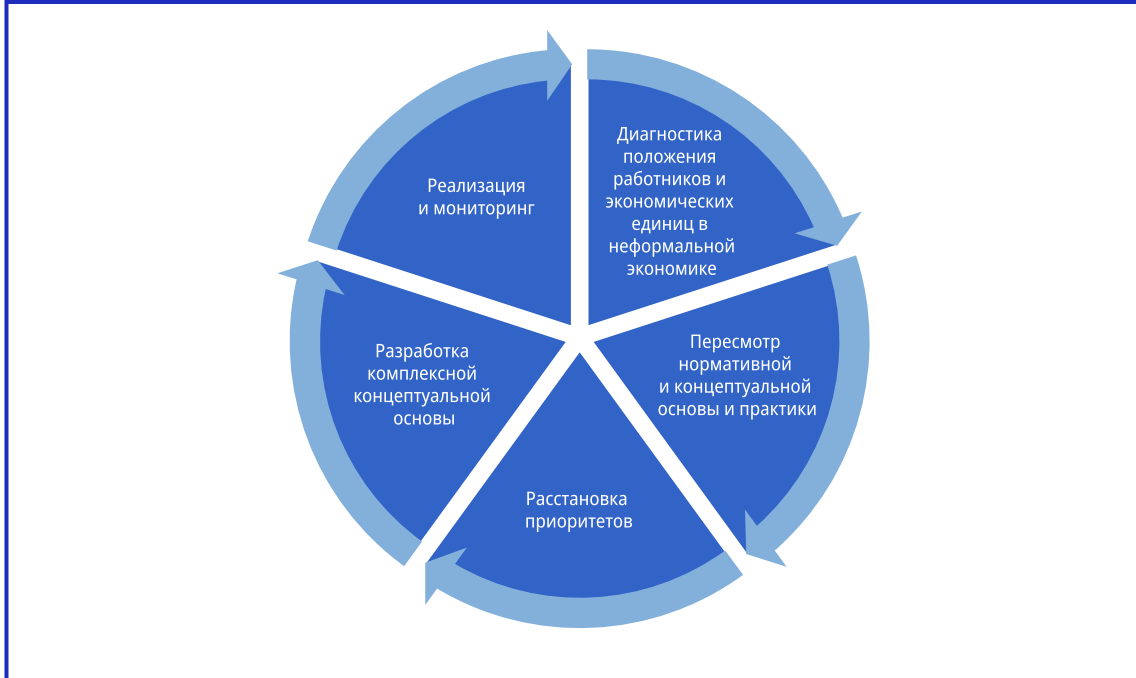 Диагностика
положения
работников и
экономических
единиц в
неформальной
экономике
Пересмотр
нормативной
и концептуальной
основы и практики
Расстановка
приоритетов
Разработка
комплексной
концептуальной
основы
Реализация
и мониторинг